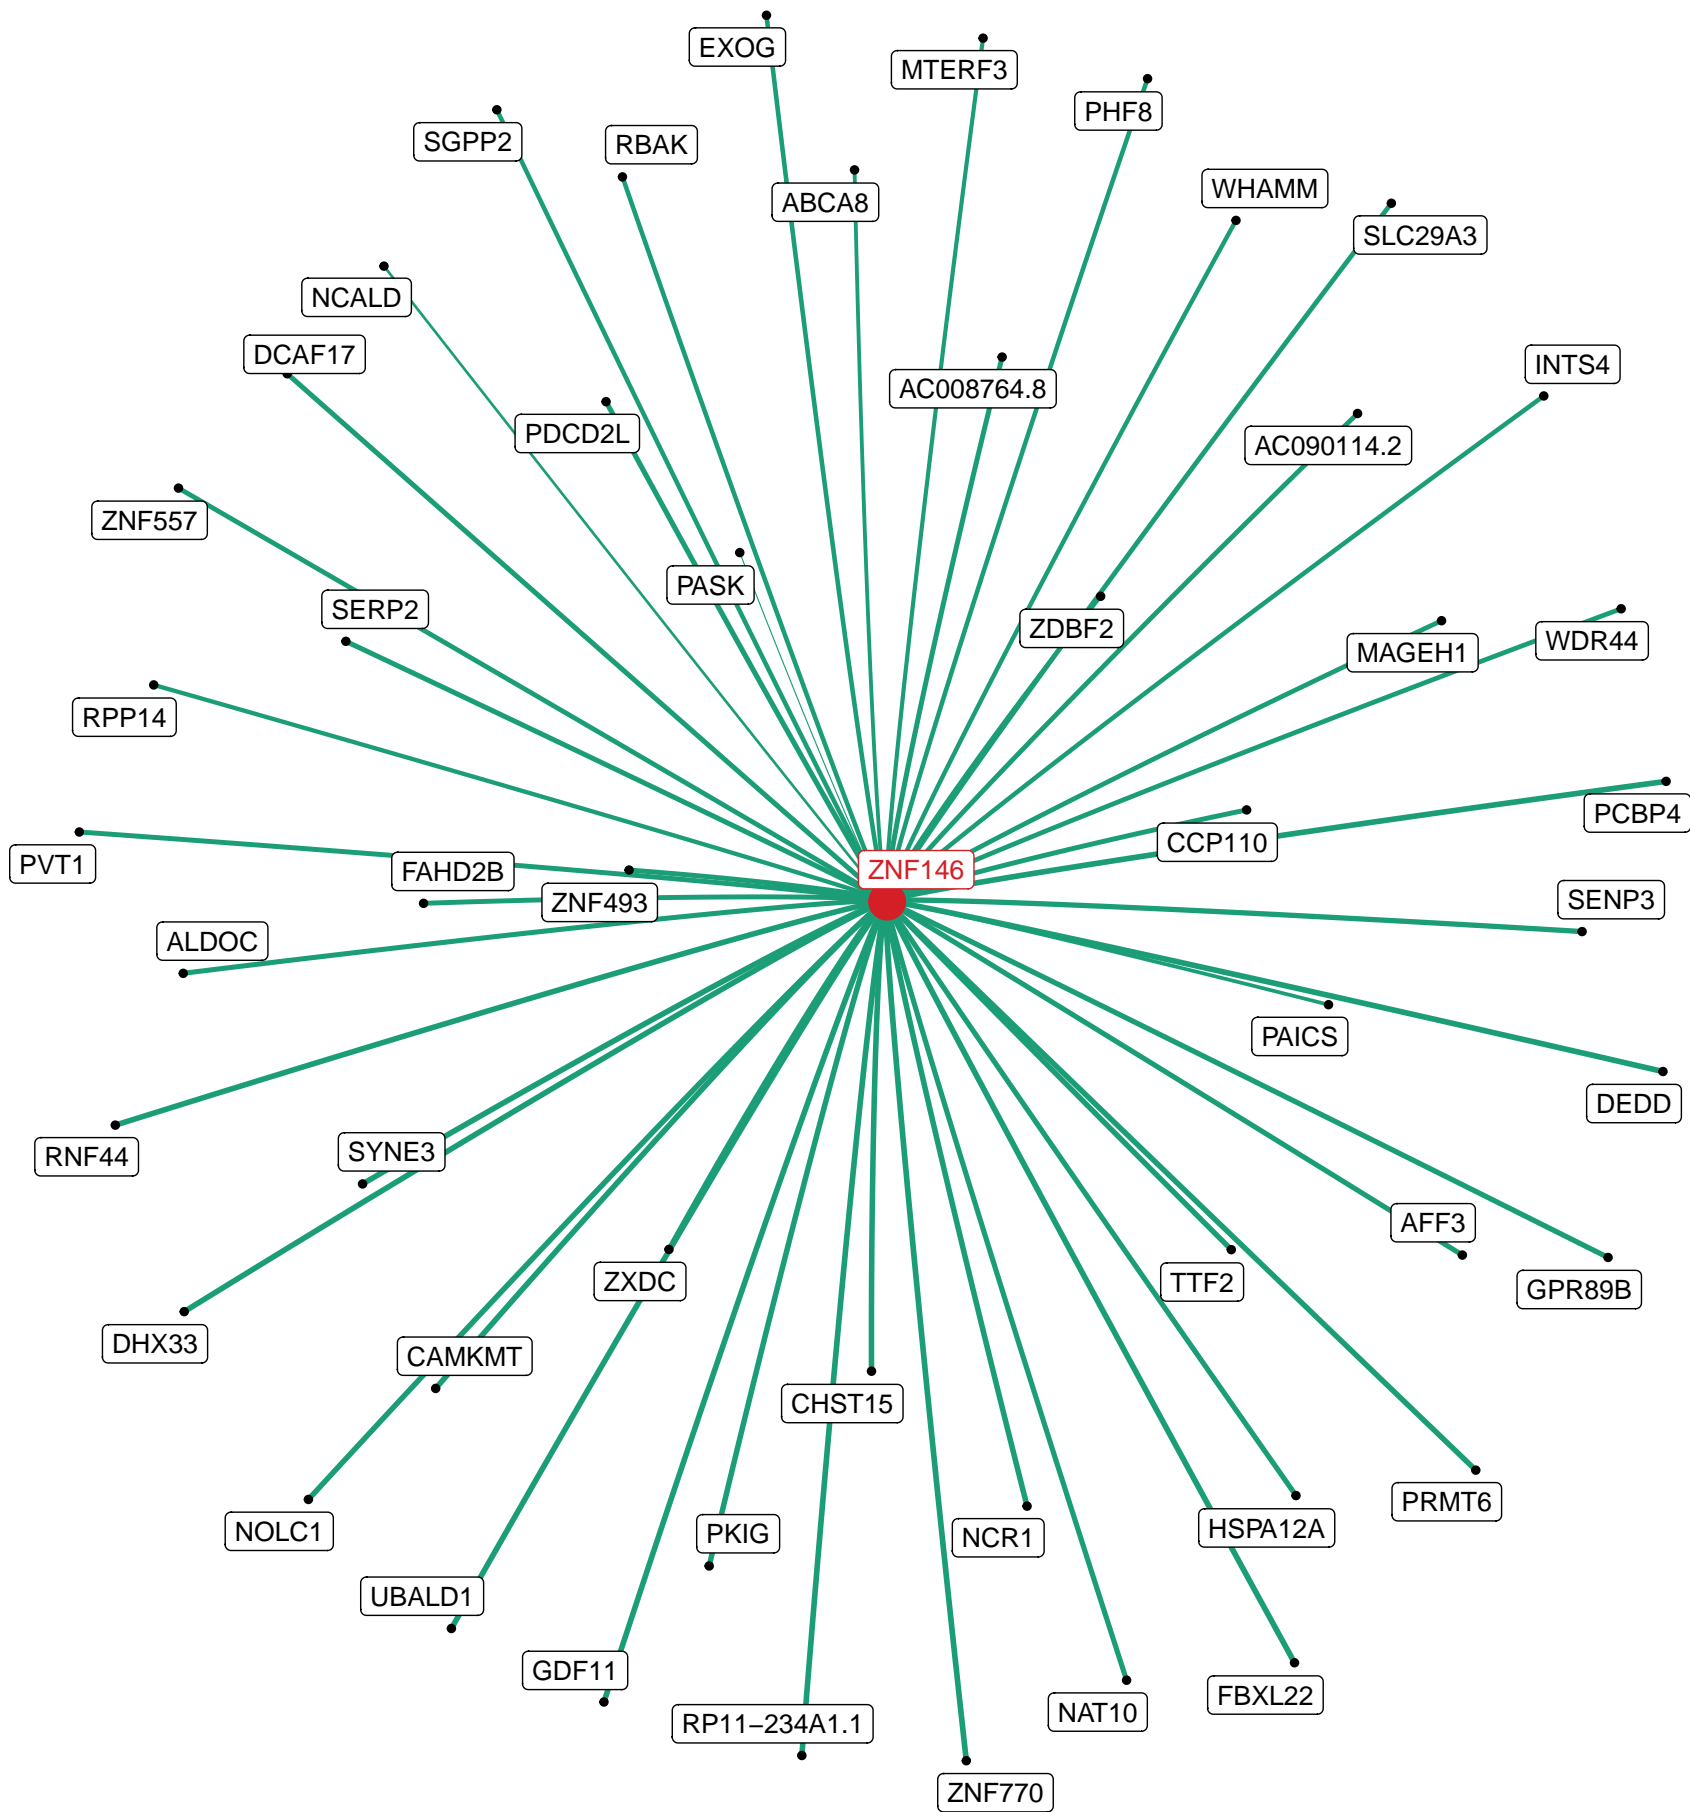 EXOG
MTERF3
PHF8
SGPP2
RBAK
WHAMM
ABCA8
SLC29A3
NCALD
DCAF17
INTS4
AC008764.8
PDCD2L
AC090114.2
ZNF557
PASK
SERP2
ZDBF2
WDR44
MAGEH1
RPP14
PCBP4
CCP110
PVT1
ZNF146
FAHD2B
SENP3
ZNF493
ALDOC
PAICS
DEDD
SYNE3
RNF44
AFF3
ZXDC
TTF2
GPR89B
DHX33
CAMKMT
CHST15
PRMT6
HSPA12A
NOLC1
PKIG
NCR1
UBALD1
GDF11
FBXL22
NAT10
RP11−234A1.1
ZNF770